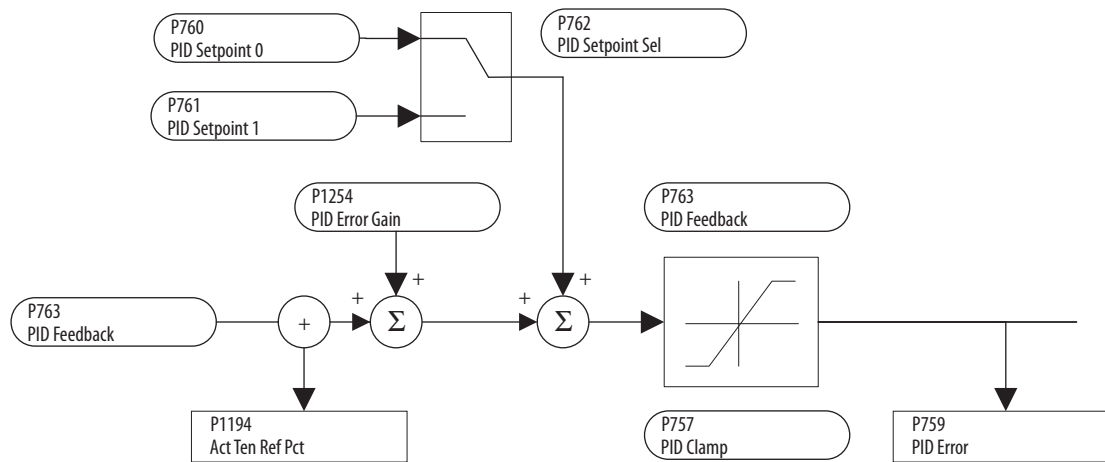 P760
PID Setpoint 0
P762
PID Setpoint Sel
P761
PID Setpoint 1
P1254
PID Error Gain
P763
PID Feedback
+
+
+
+
P763
PID Feedback
+
Σ
Σ
P1194
Act Ten Ref Pct
P757
PID Clamp
P759
PID Error